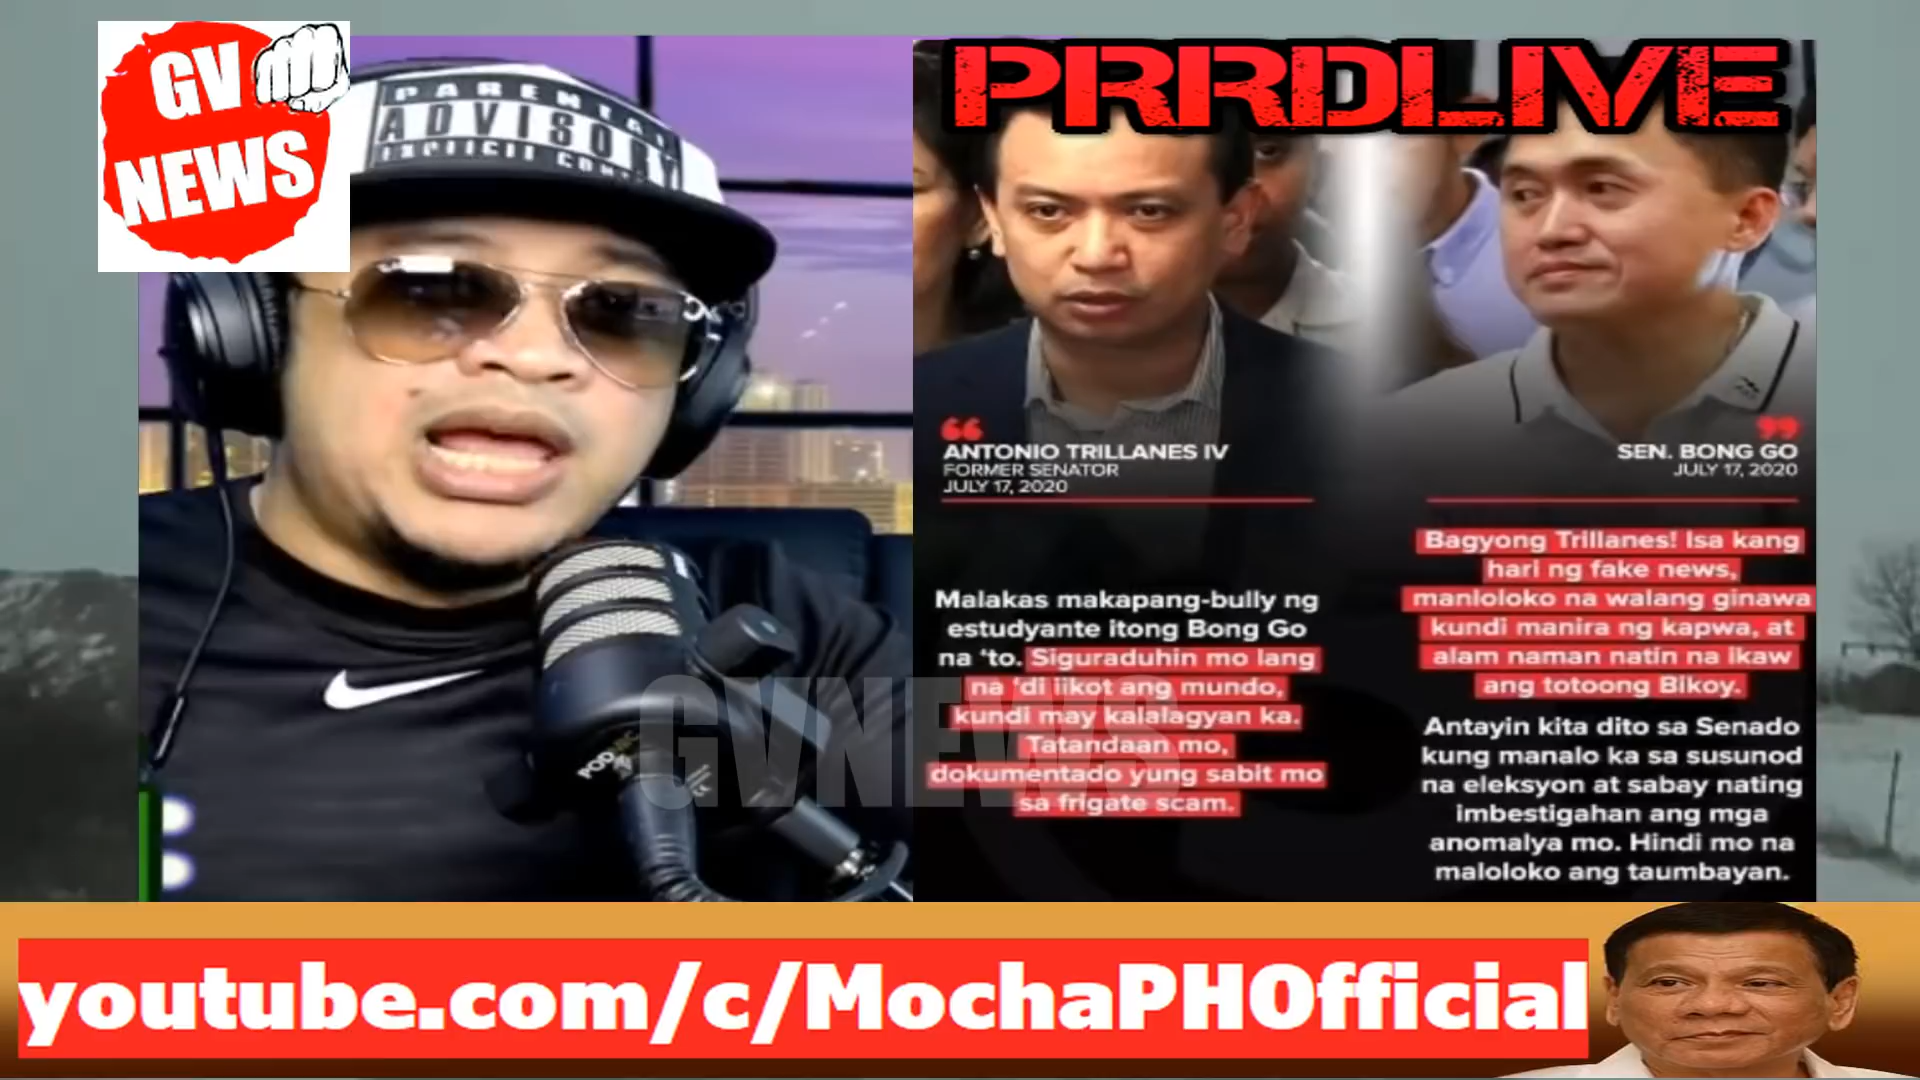 GV
NEWS
PARENTAL
ADVISORY
EXPLICIT CONT
PRRDLIVE
ANTONIO TRILLANES IV
FORMER SENATOR
JULY 17, 2020
Malakas makapang-bully ng
estudyante itong Bong Go
na ‘to. Siguraduhin mo lang
na ‘di iikot ang mundo,
kundi may kalalagyan ka.
Tatandaan mo,
dokumentado yung sabit mo
sa frigate scam.
SEN. BONG GO
JULY 17, 2020
Bagyong Trillanes! Isa kang
hari ng fake news,
manloloko na walang ginawa
kundi manira ng kapwa, at
alam naman natin na ikaw
ang totoong Bikoy.
Antayin kita dito sa Senado
kung manalo ka sa susunod
na eleksyon at sabay nating
imbestigahan ang mga
anomalya mo. Hindi mo na
maloloko ang taumbayan.
GVNEWS
youtube.com/c/MochaPHOfficial